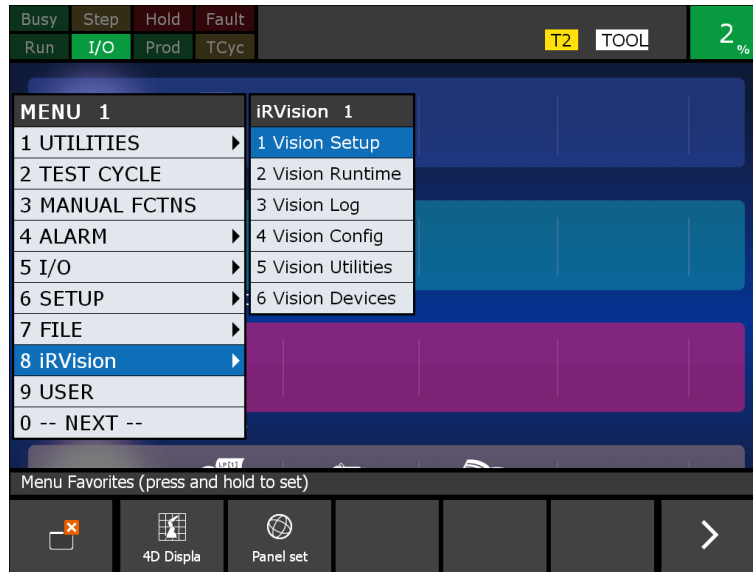 Busy Step Hold Fault
Run I/O Prod TCyc
T2 TOOL
2%
MENU 1
1 UTILITIES
2 TEST CYCLE
3 MANUAL FCTNS
4 ALARM
5 I/O
6 SETUP
7 FILE
8 iRVision
9 USER
0 -- NEXT --
iRVision 1
1 Vision Setup
2 Vision Runtime
3 Vision Log
4 Vision Config
5 Vision Utilities
6 Vision Devices
LP[1]
Menu Favorites (press and hold to set)
4D Displa
Panel set